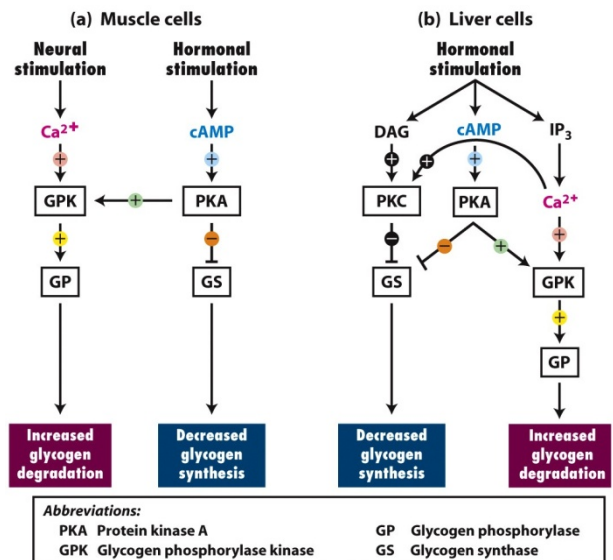 (a) Muscle cells
Neural
stimulation
Hormonal
stimulation
Ca2+
cAMP
+
+
GPK
+
PKA
+
–
GP
GS
Increased
glycogen
degradation
Decreased
glycogen
synthesis
(b) Liver cells
Hormonal
stimulation
DAG
cAMP
IP3
+
+
+
PKC
PKA
Ca2+
–
–
+
+
GS
GPK
+
GP
Decreased
glycogen
synthesis
Increased
glycogen
degradation
Abbreviations:
PKA Protein kinase A
GPK Glycogen phosphorylase kinase
GP Glycogen phosphorylase
GS Glycogen synthase